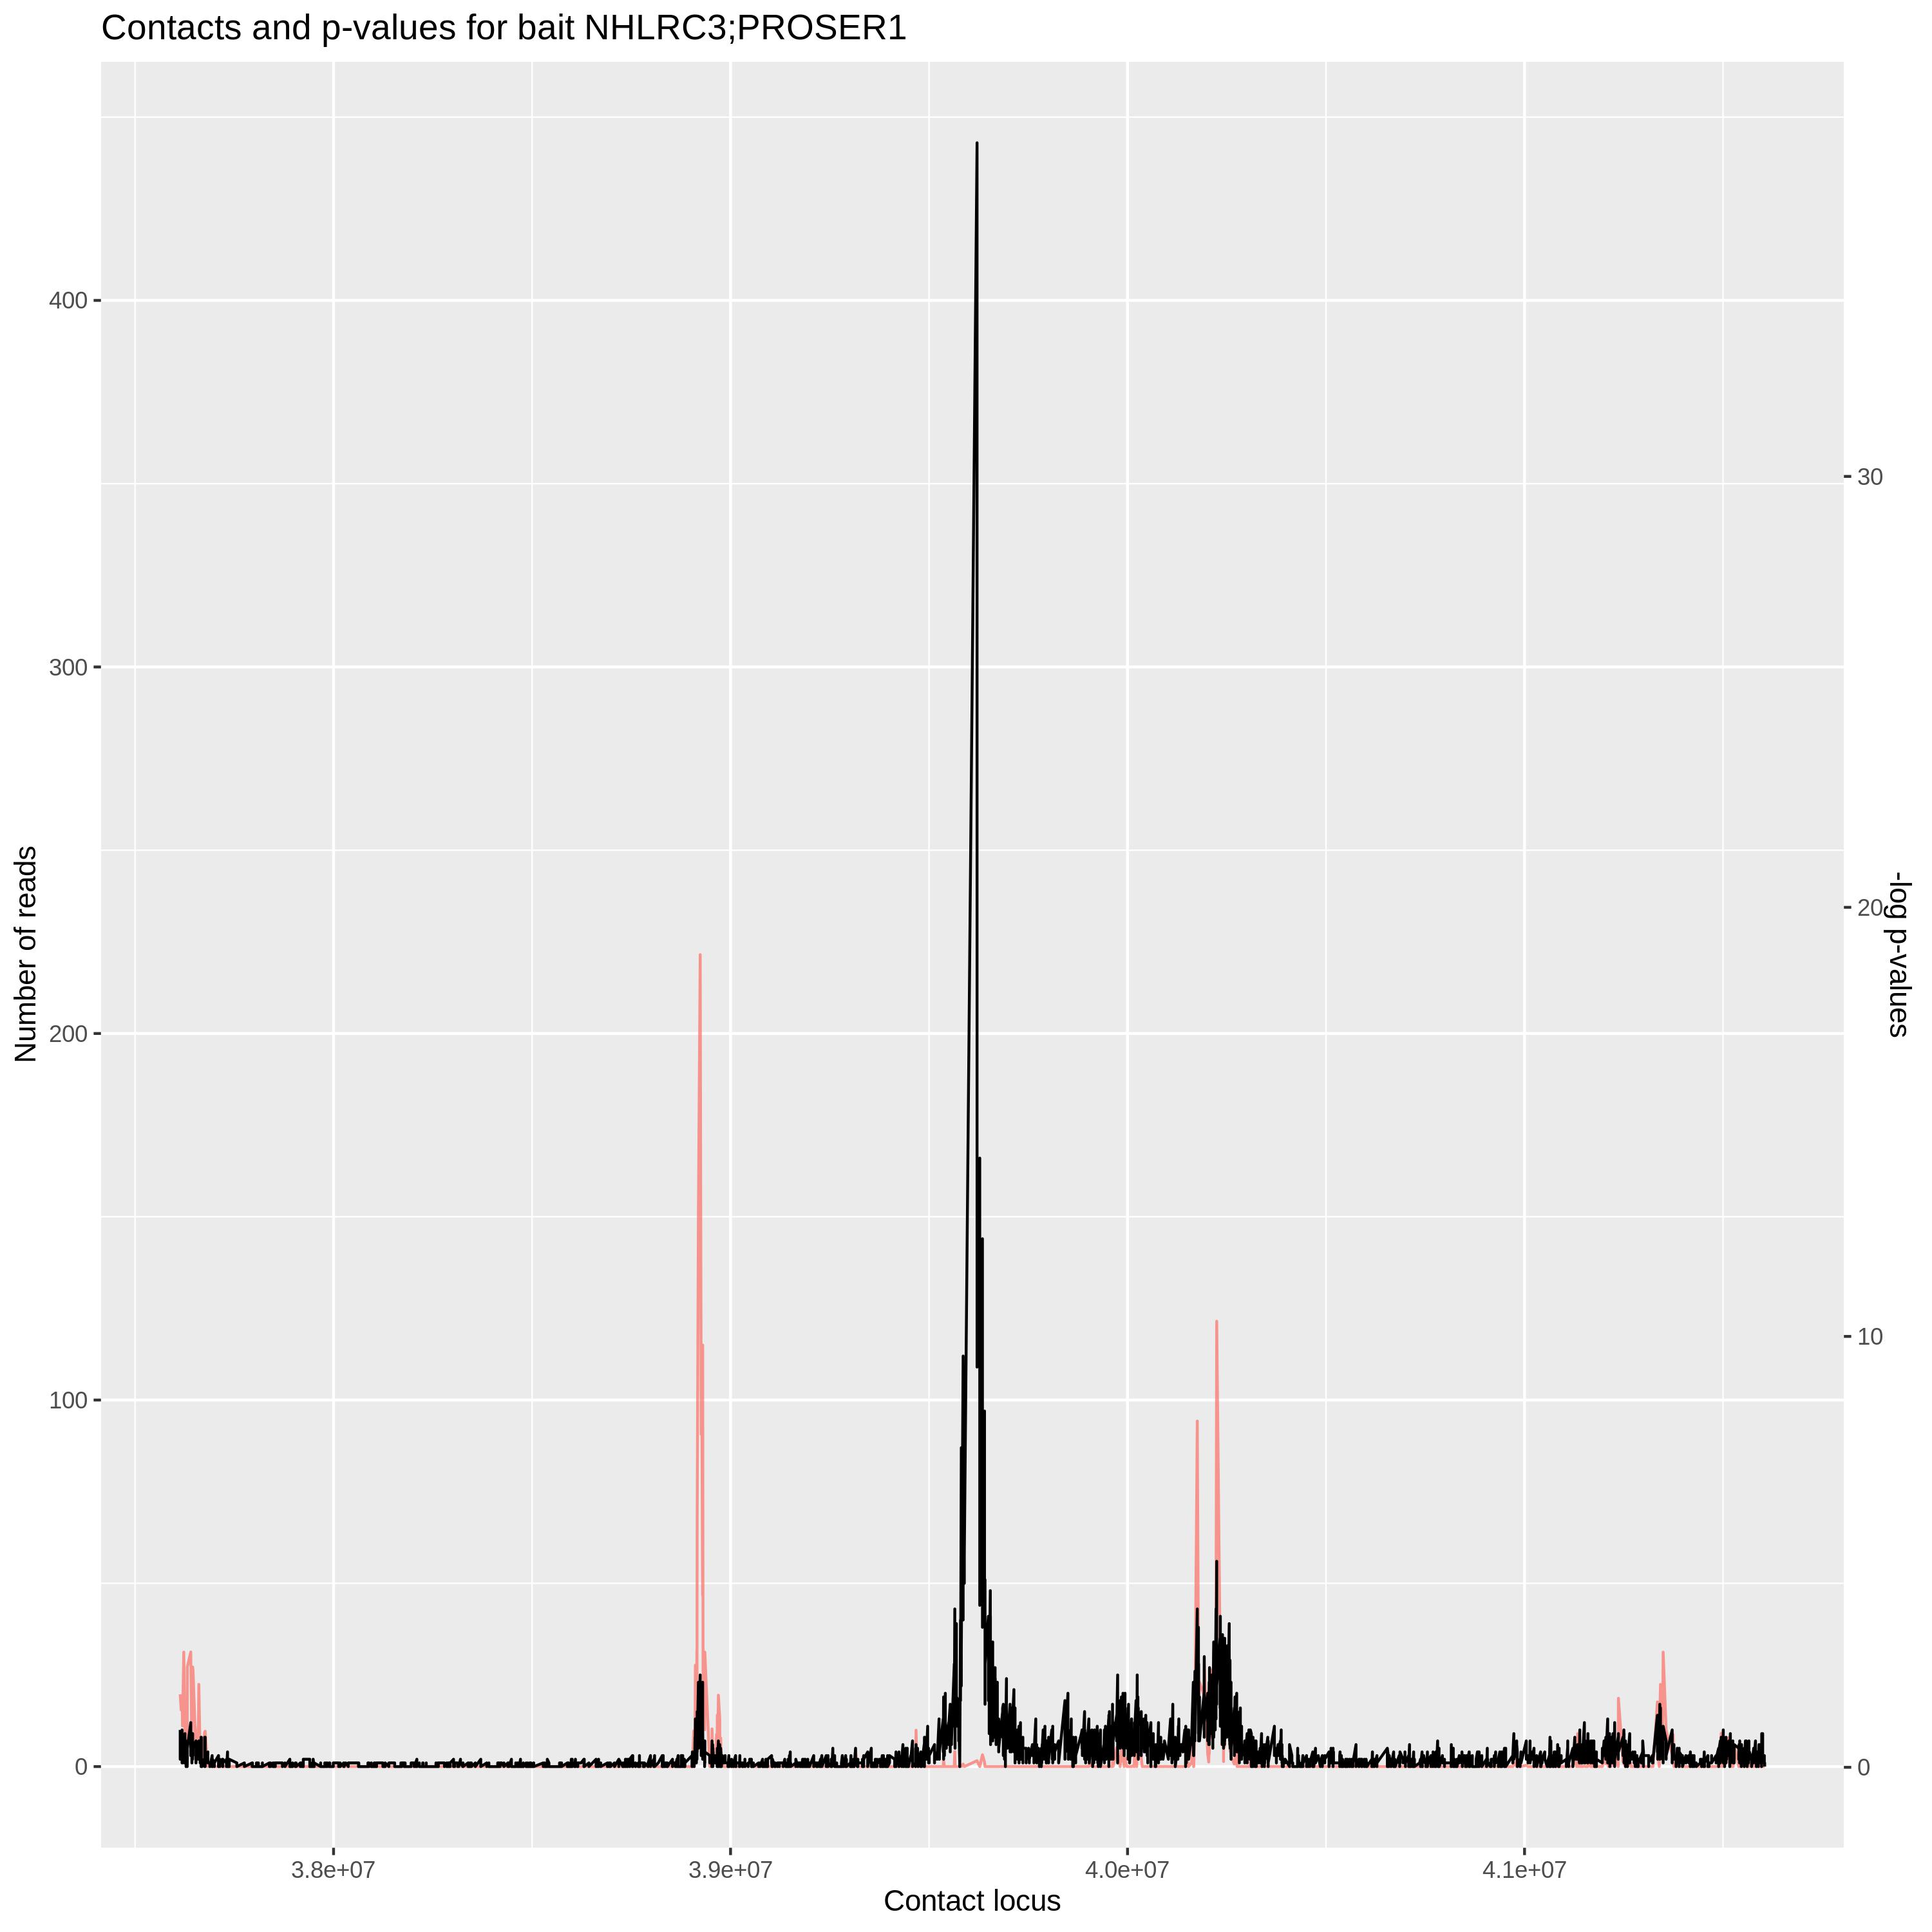 Contacts and p-values for bait NHLRC3;PROSER1
Number of reads
400
300
200
100
0
30
20
10
0
-log p-values
3.8e+07
3.9e+07
4.0e+07
4.1e+07
Contact locus